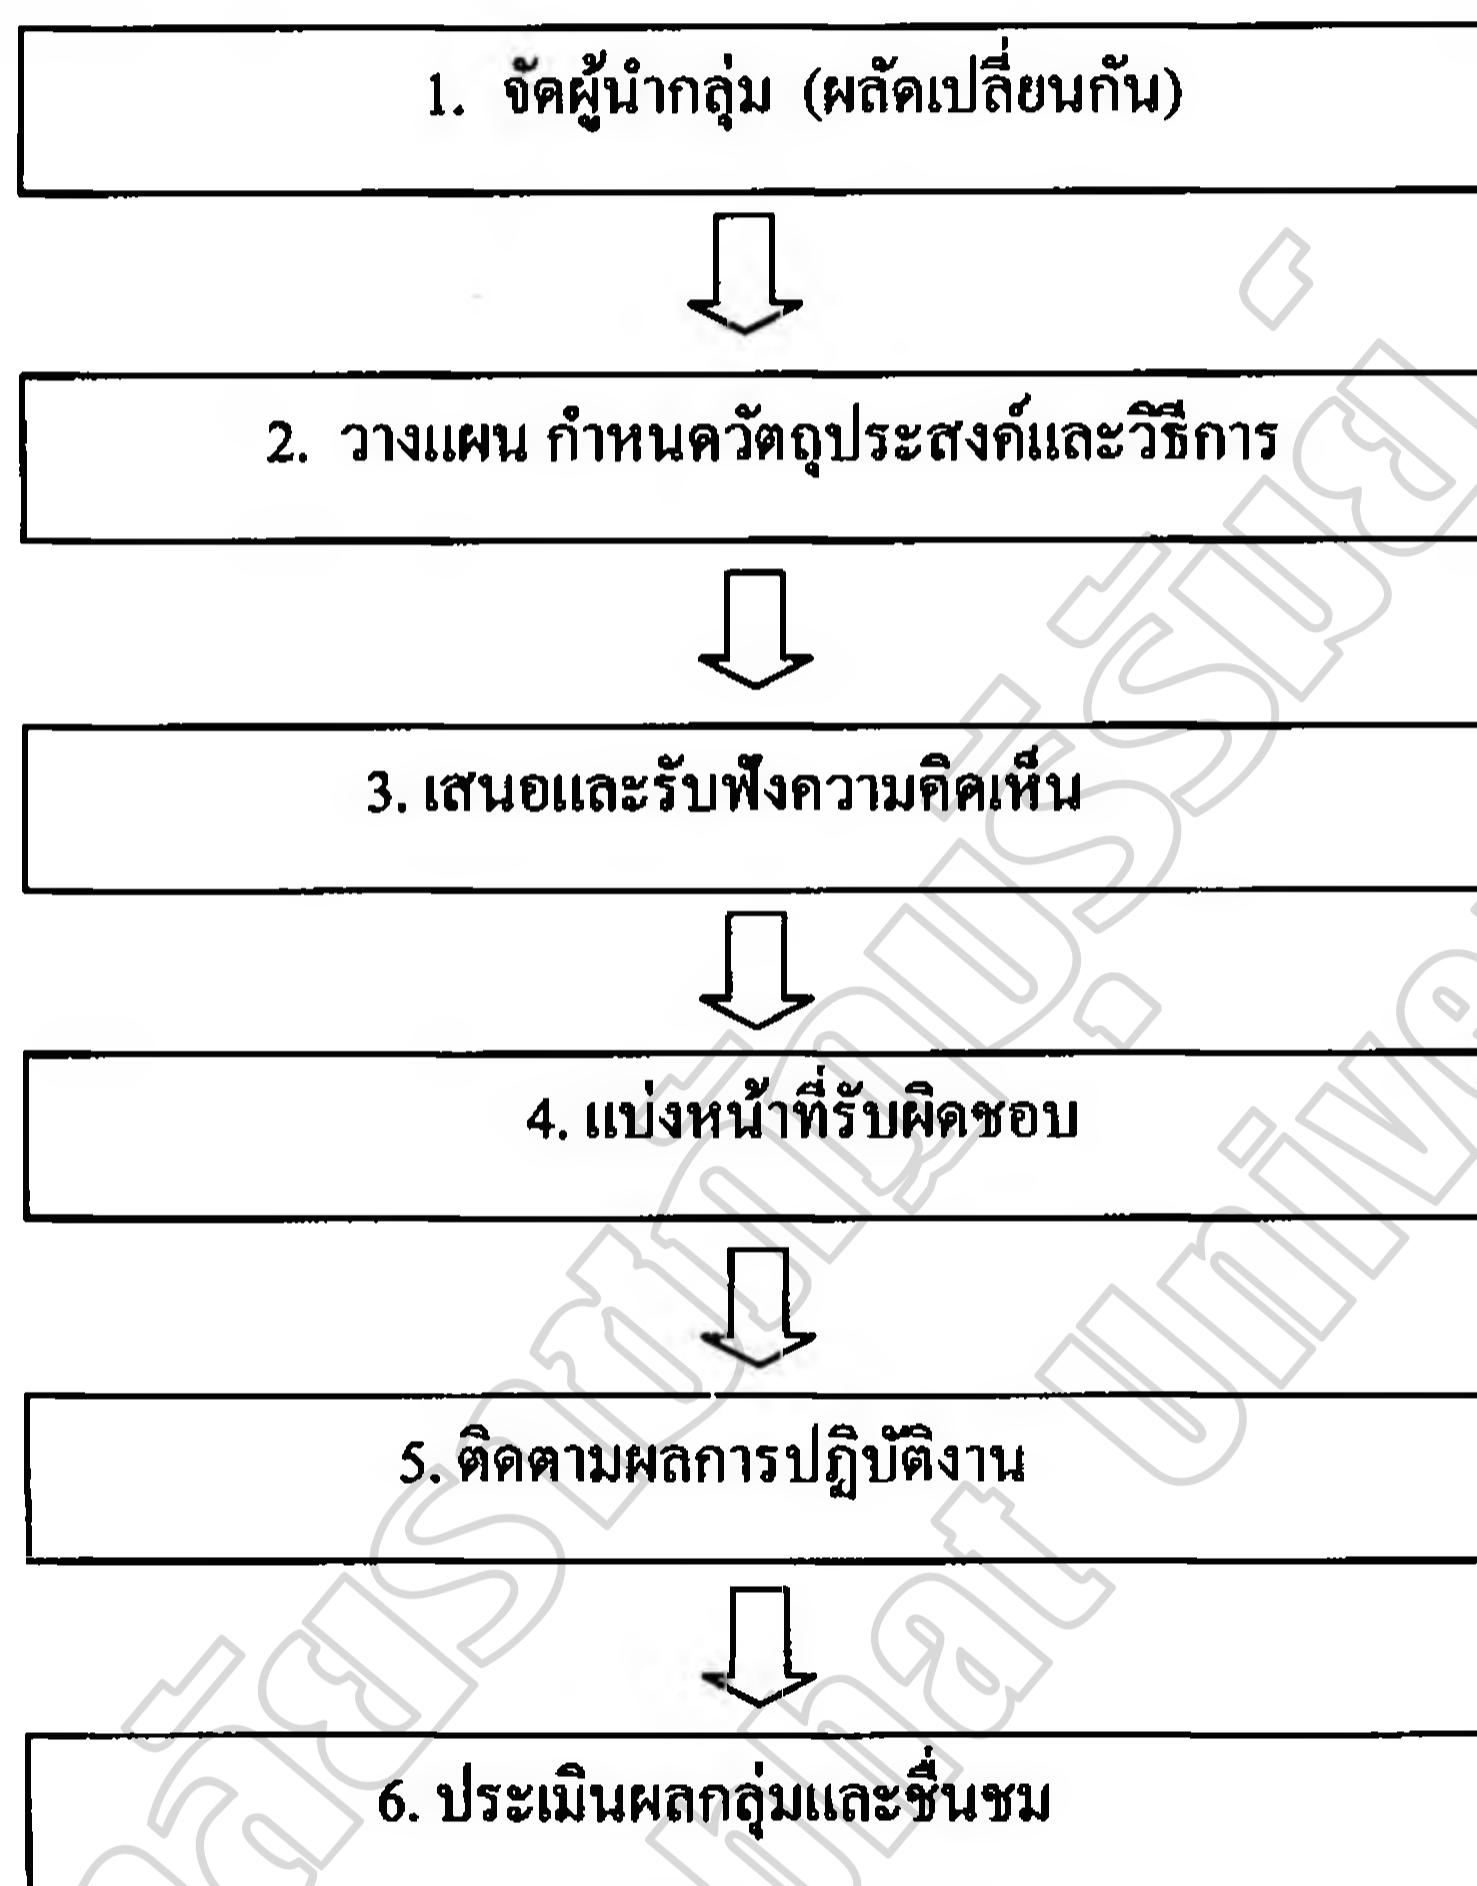 1. จัดผู้นำกลุ่ม (ผลัดเปลี่ยนกัน)
2. วางแผน กำหนดวัตถุประสงค์และวิธีการ
3. เสนอและรับฟังความคิดเห็น
4. แบ่งหน้าที่รับผิดชอบ
5. ติดตามผลการปฏิบัติงาน
6. ประเมินผลกลุ่มและชื่นชม